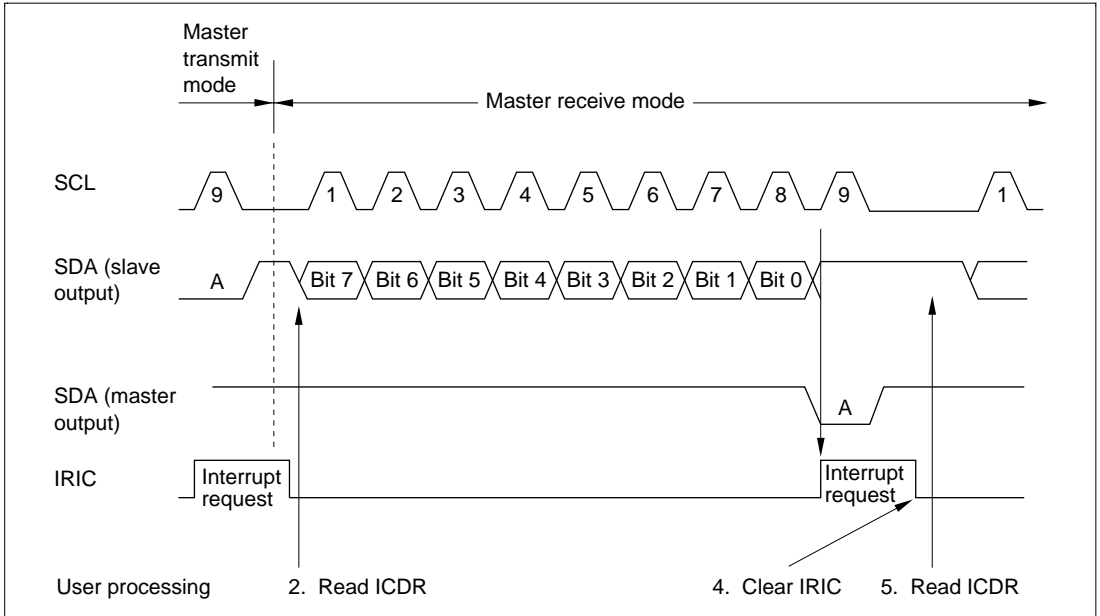 Master
transmit
mode
Master receive mode
SCL
9 1 2 3 4 5 6 7 8 9 1
SDA (slave
output)
A Bit 7 Bit 6 Bit 5 Bit 4 Bit 3 Bit 2 Bit 1 Bit 0
SDA (master
output)
A
IRIC
Interrupt
request
Interrupt
request
User processing 2. Read ICDR 4. Clear IRIC 5. Read ICDR